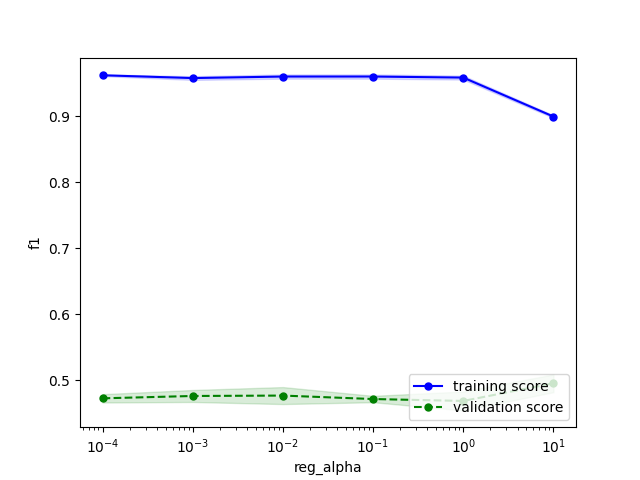 0.9
0.8
0.7
0.6
0.5
f1
training score
validation score
10⁻⁴
10⁻³
10⁻²
10⁻¹
10⁰
10¹
reg_alpha